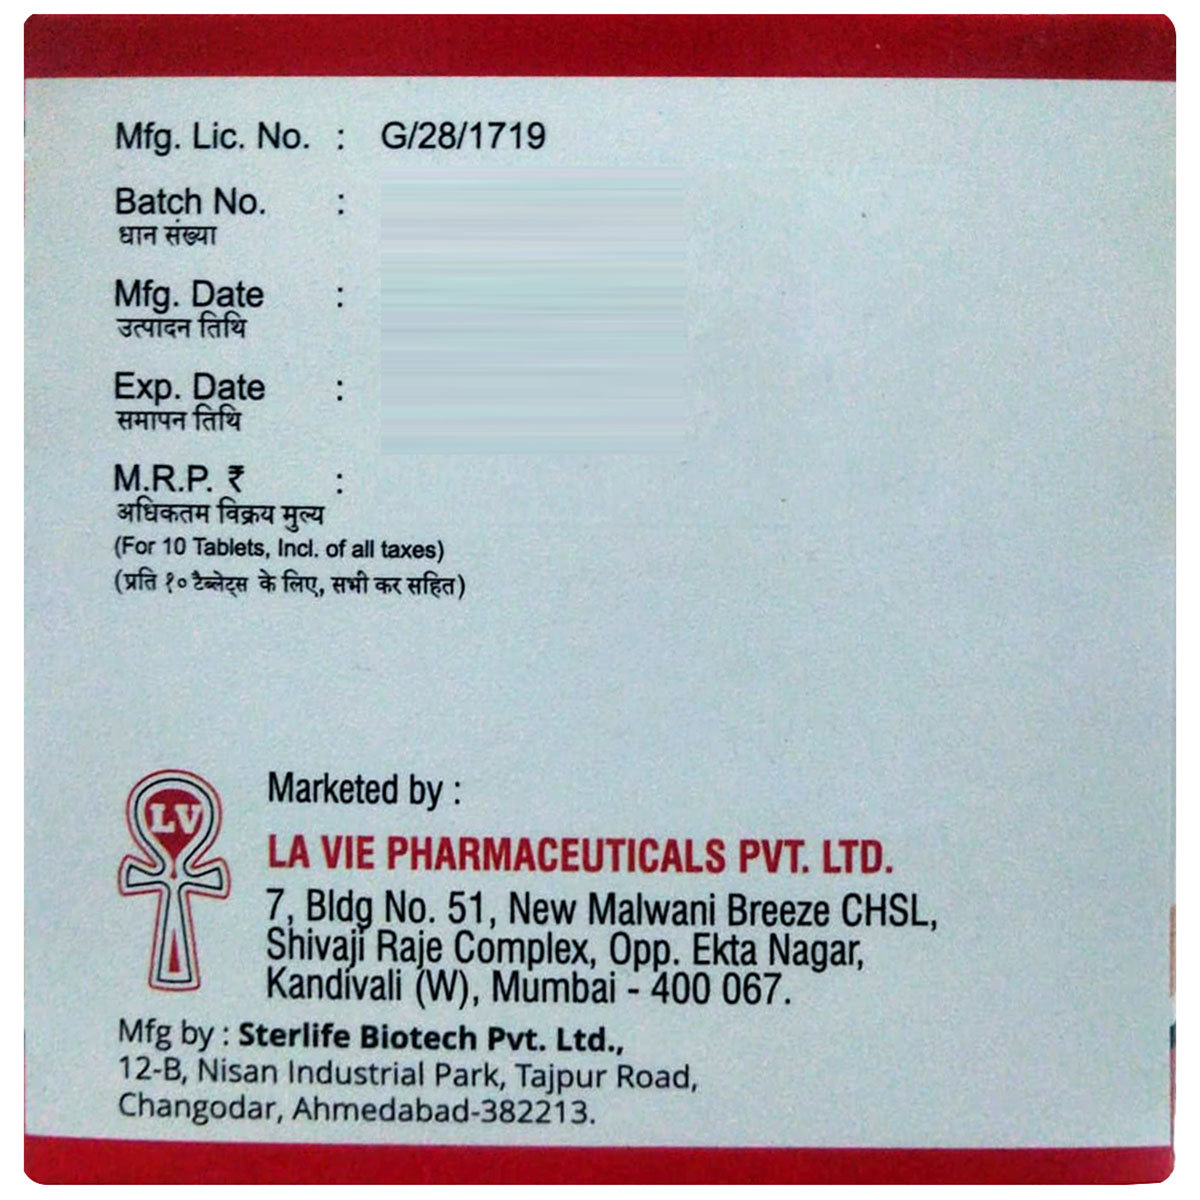 Mfg. Lic. No. : G/28/1719
Batch No. :
धान संख्या
Mfg. Date :
उत्पादन तिथि
Exp. Date :
समापन तिथि
M.R.P. ₹ :
अधिकतम विक्रय मुल्य
(For 10 Tablets, Incl. of all taxes)
(प्रति १० टैब्लेट्स के लिए, सभी कर सहित)
LV
Marketed by :
LA VIE PHARMACEUTICALS PVT. LTD.
7, Bldg No. 51, New Malwani Breeze CHSL,
Shivaji Raje Complex, Opp. Ekta Nagar,
Kandivali (W), Mumbai - 400 067.
Mfg by : Sterlife Biotech Pvt. Ltd.,
12-B, Nisan Industrial Park, Tajpur Road,
Changodar, Ahmedabad-382213.